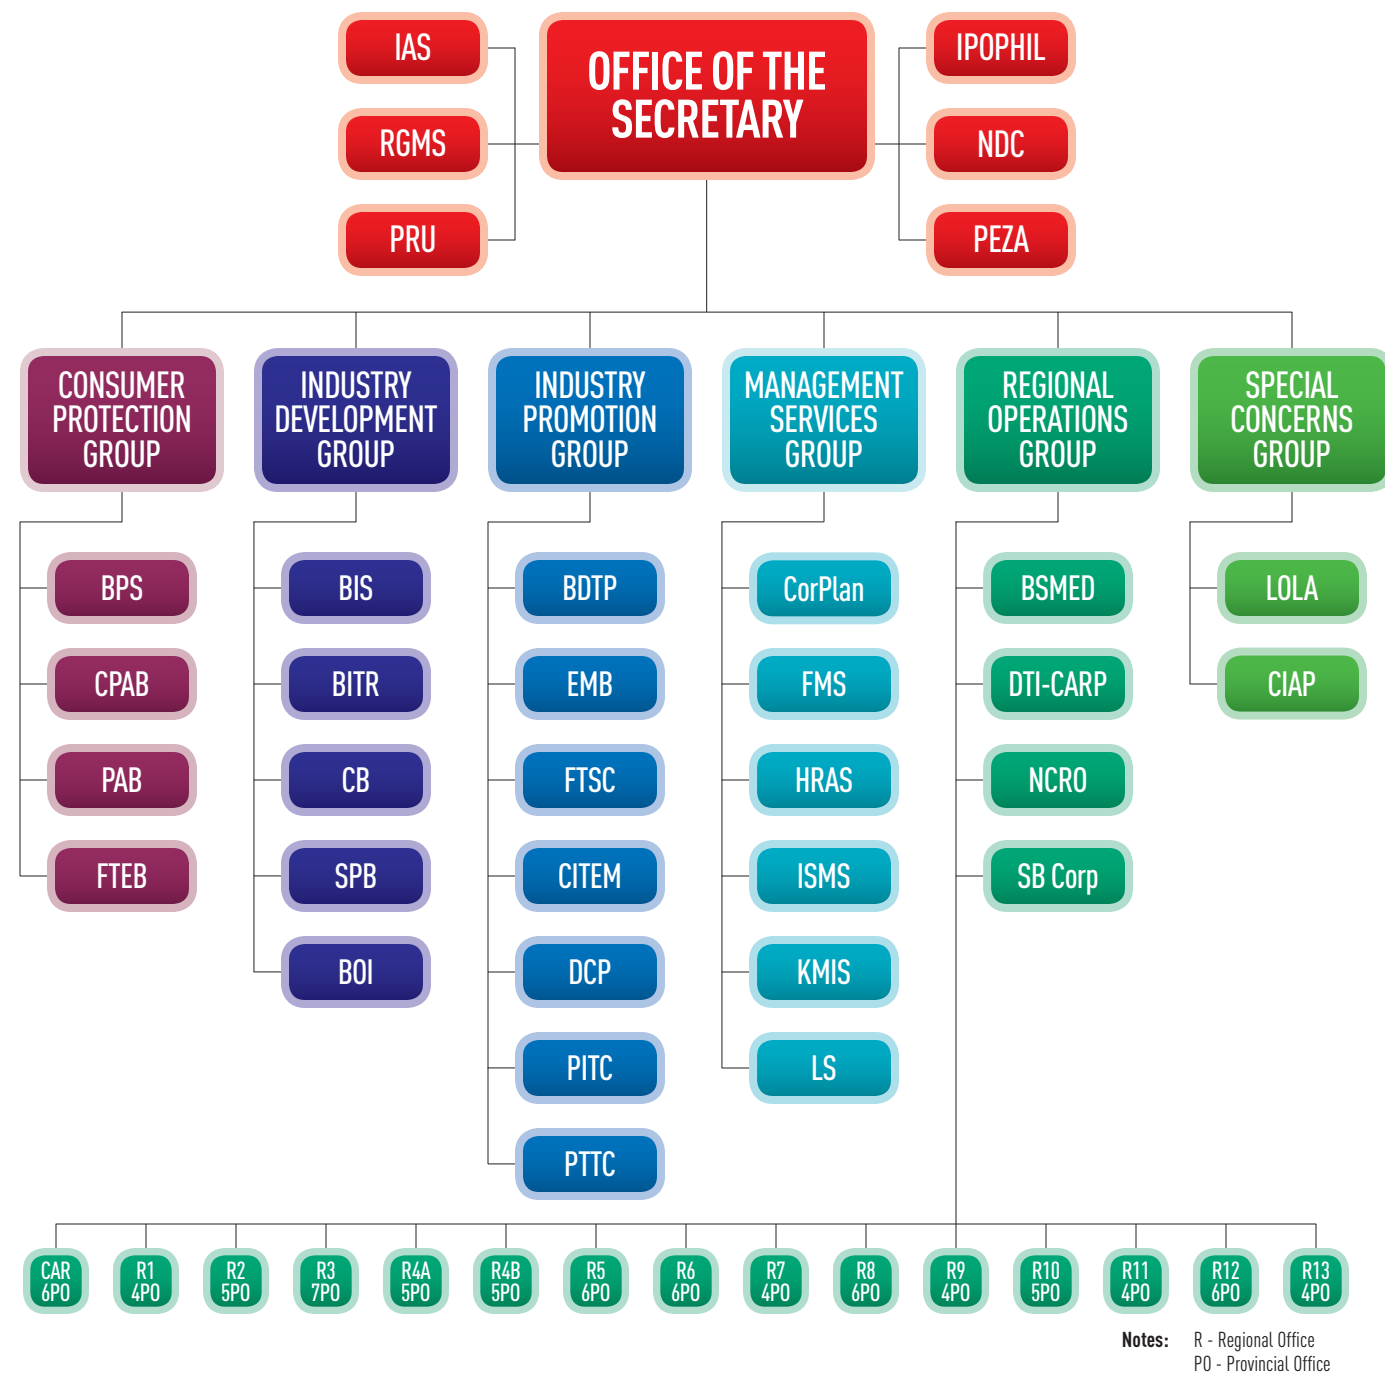 IAS
RGMS
PRU
OFFICE OF THE
SECRETARY
IPOPHIL
NDC
PEZA
CONSUMER
PROTECTION
GROUP
BPS
CPAB
PAB
FTEB
INDUSTRY
DEVELOPMENT
GROUP
BIS
BITR
CB
SPB
BOI
INDUSTRY
PROMOTION
GROUP
BDTP
EMB
FTSC
CITEM
DCP
PITC
PTTC
MANAGEMENT
SERVICES
GROUP
CorPlan
FMS
HRAS
ISMS
KMIS
LS
REGIONAL
OPERATIONS
GROUP
BSMED
DTI-CARP
NCRO
SB Corp
SPECIAL
CONCERNS
GROUP
LOLA
CIAP
CAR
6PO
R1
4PO
R2
5PO
R3
7PO
R4A
5PO
R4B
5PO
R5
6PO
R6
6PO
R7
4PO
R8
6PO
R9
4PO
R10
5PO
R11
4PO
R12
6PO
R13
4PO
Notes: R - Regional Office
PO - Provincial Office